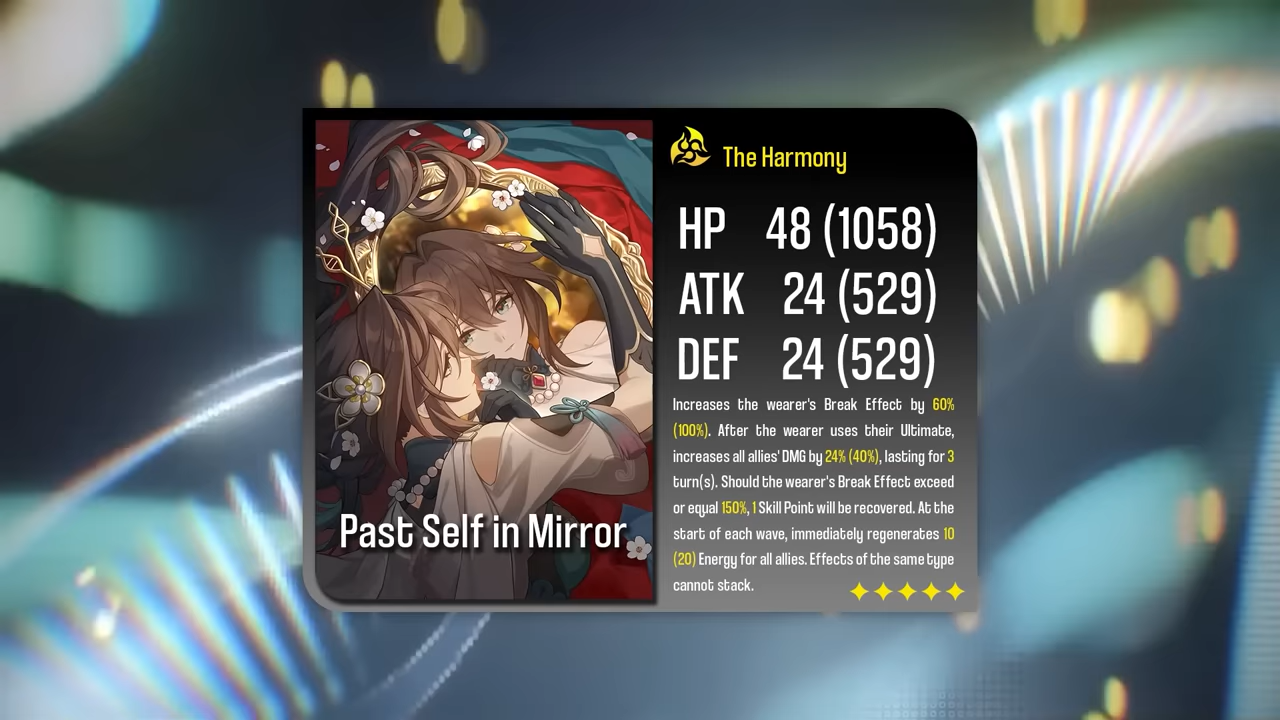 The Harmony
HP 48 (1058)
ATK 24 (529)
DEF 24 (529)
Increases the wearer's Break Effect by 60%
(100%). After the wearer uses their Ultimate,
increases all allies' DMG by 24% (40%), lasting for 3
turn(s). Should the wearer's Break Effect exceed
or equal 150%, 1 Skill Point will be recovered. At the
start of each wave, immediately regenerates 10
(20) Energy for all allies. Effects of the same type
cannot stack.
Past Self in Mirror